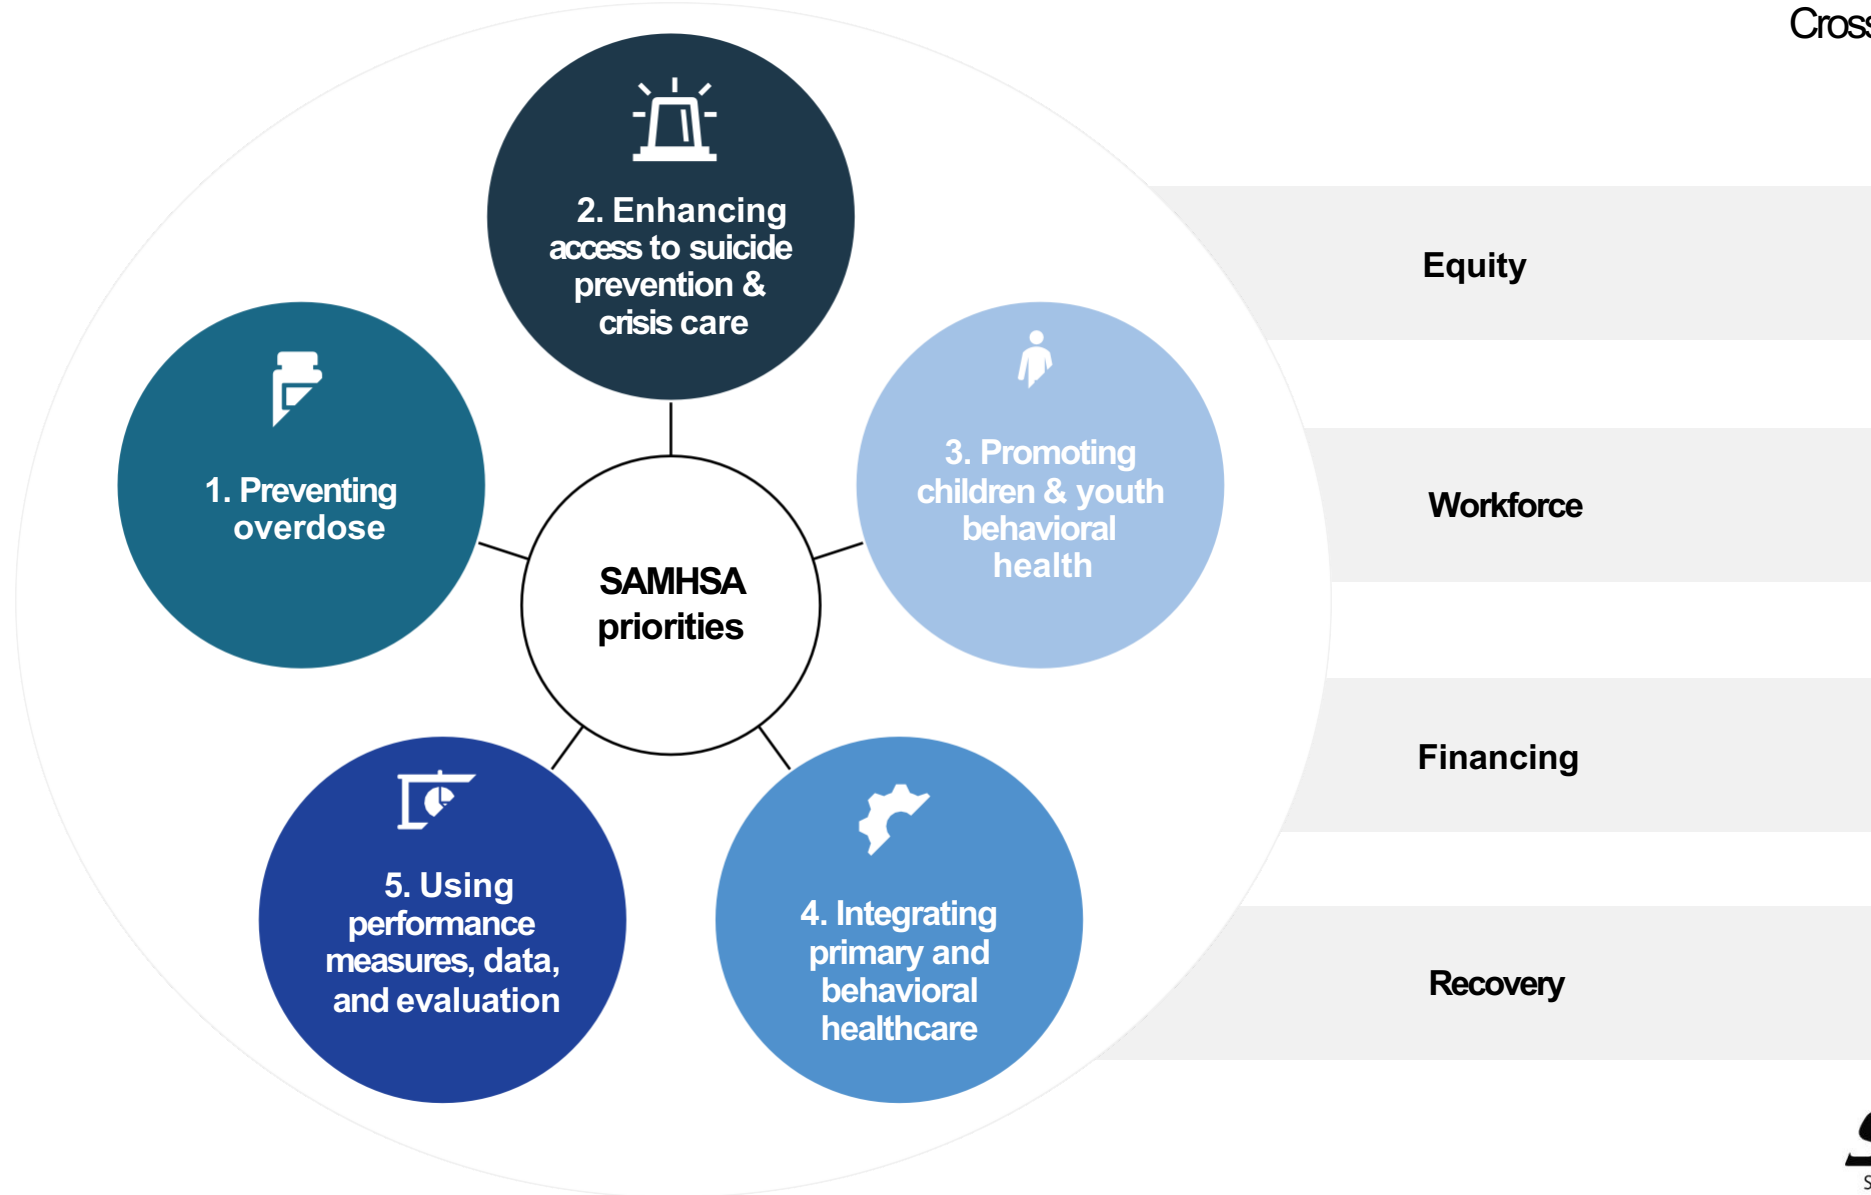 Cross
2. Enhancing
access to suicide
prevention &
crisis care
1. Preventing
overdose
3. Promoting
children & youth
behavioral
health
SAMHSA
priorities
5. Using
performance
measures, data,
and evaluation
4. Integrating
primary and
behavioral
healthcare
Equity
Workforce
Financing
Recovery